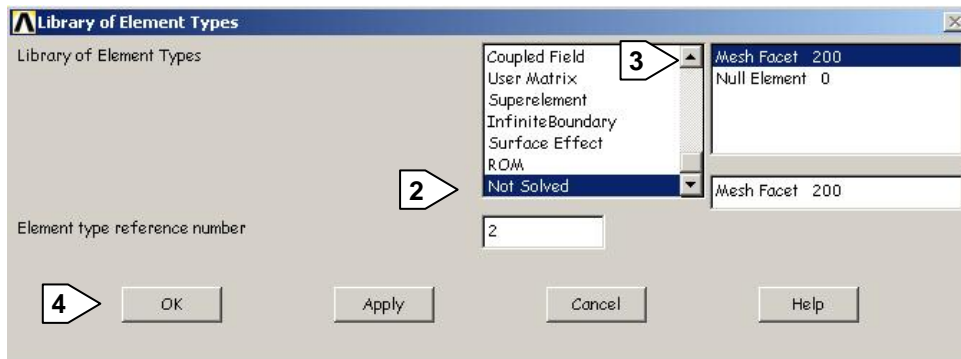 Library of Element Types
Library of Element Types
Coupled Field
User Matrix
Superelement
InfiniteBoundary
Surface Effect
ROM
Not Solved
3
Mesh Facet 200
Null Element 0
2
Mesh Facet 200
Element type reference number
2
4
OK
Apply
Cancel
Help